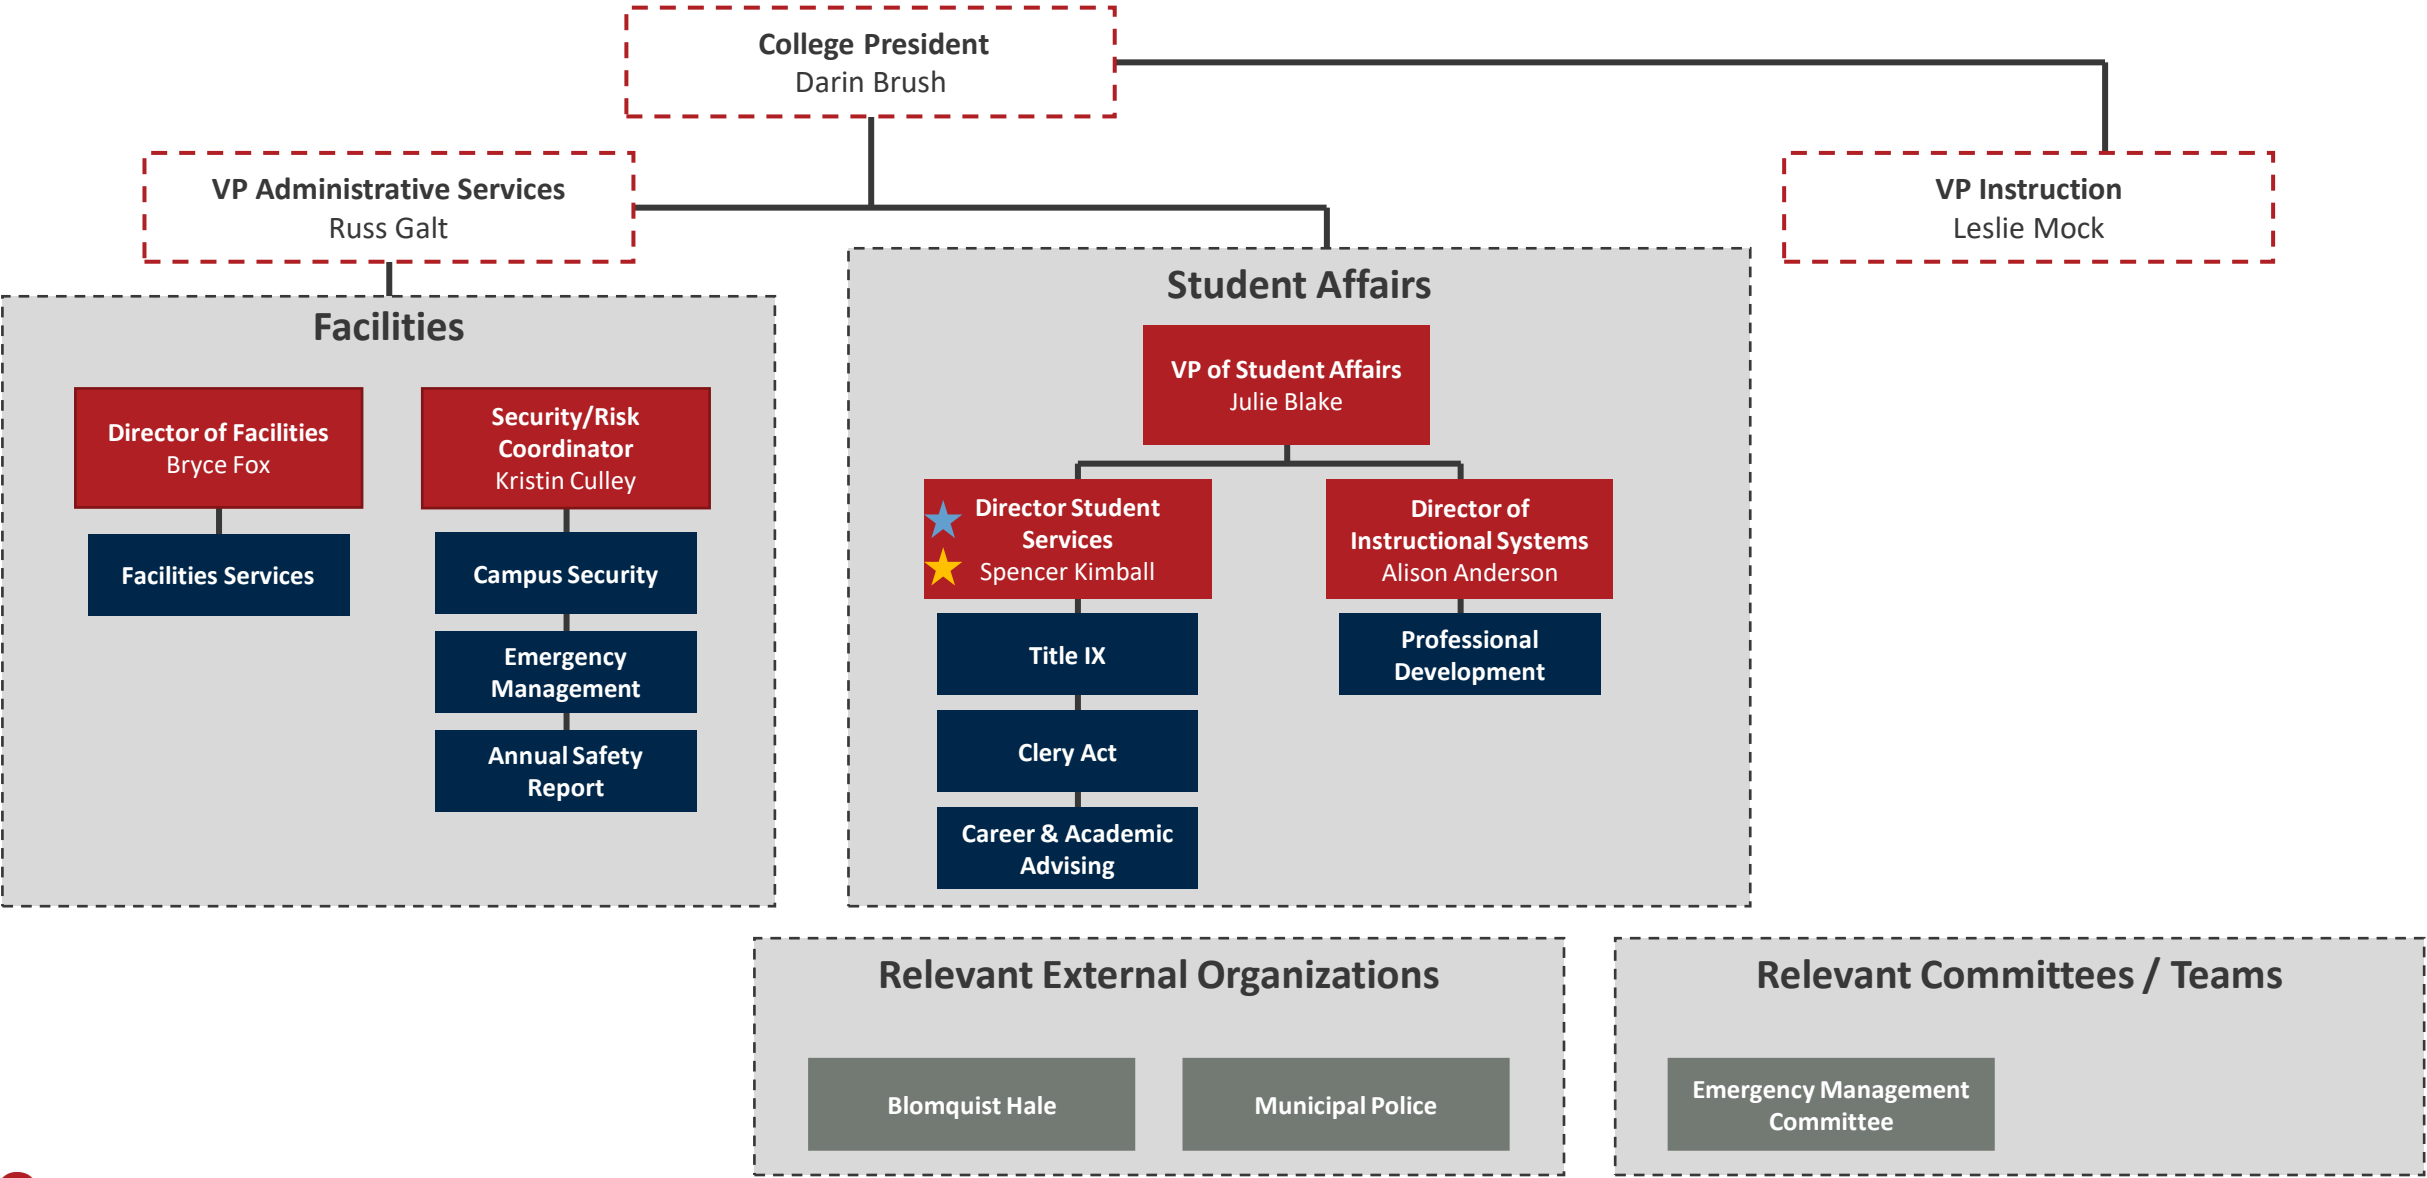 College President
Darin Brush
VP Administrative Services
Russ Galt
VP Instruction
Leslie Mock
Facilities
Director of Facilities
Bryce Fox
Facilities Services
Security/Risk
Coordinator
Kristin Culley
Campus Security
Emergency
Management
Annual Safety
Report
Student Affairs
VP of Student Affairs
Julie Blake
Director Student
Services
Spencer Kimball
Title IX
Clery Act
Career & Academic
Advising
Director of
Instructional Systems
Alison Anderson
Professional
Development
Relevant External Organizations
Blomquist Hale
Municipal Police
Relevant Committees / Teams
Emergency Management
Committee